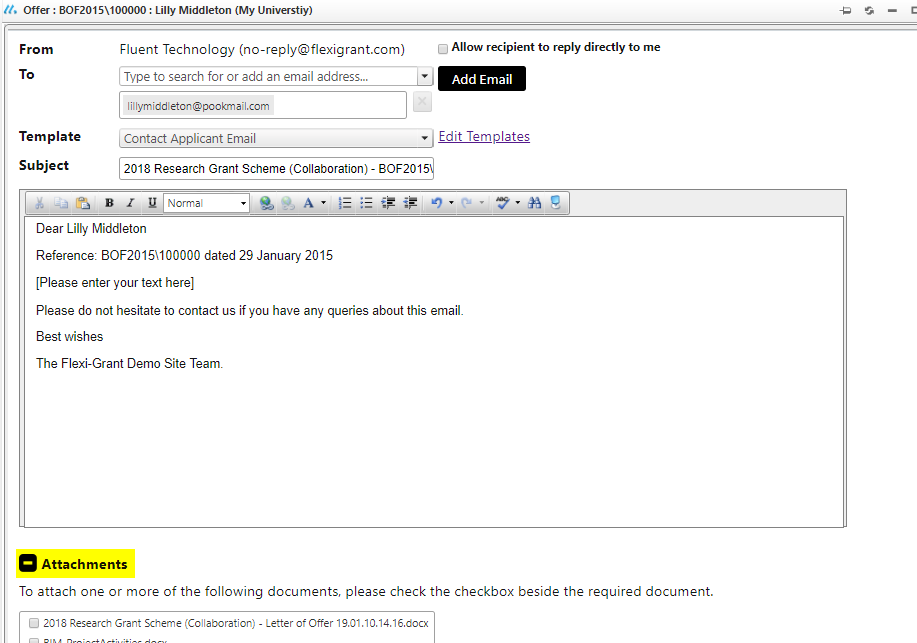 Offer : BOF2015\100000 : Lilly Middleton (My Universtiy)
From Fluent Technology (no-reply@flexigrant.com) Allow recipient to reply directly to me
To Type to search for or add an email address... Add Email
lillymiddleton@pookmail.com
Template Contact Applicant Email Edit Templates
Subject 2018 Research Grant Scheme (Collaboration) - BOF2015\
B I U Normal A ABC
Dear Lilly Middleton
Reference: BOF2015\100000 dated 29 January 2015
[Please enter your text here]
Please do not hesitate to contact us if you have any queries about this email.
Best wishes
The Flexi-Grant Demo Site Team.
Attachments
To attach one or more of the following documents, please check the checkbox beside the required document.
2018 Research Grant Scheme (Collaboration) - Letter of Offer 19.01.10.14.16.docx
BIM_ProjectActivities.docx